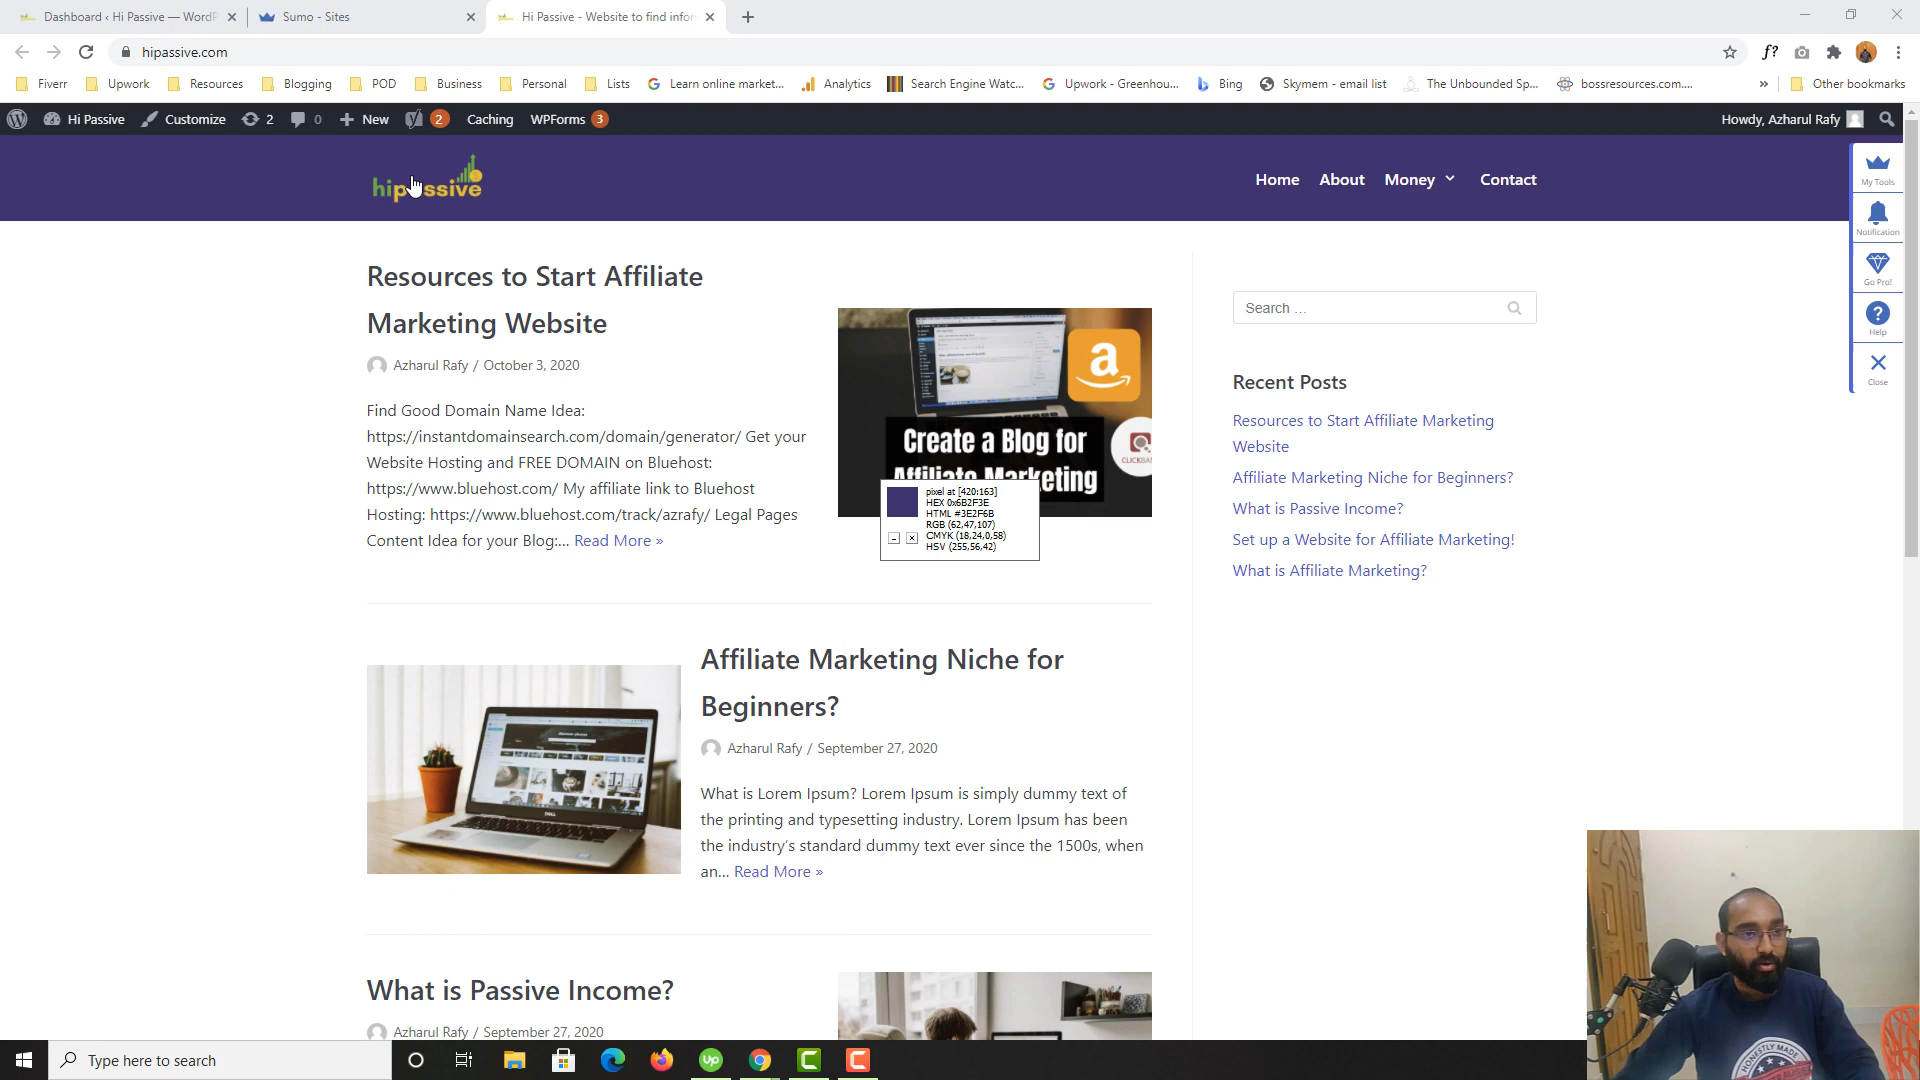 Dashboard ‹ Hi Passive — WordP
Sumo - Sites
Hi Passive - Website to find infor
hipassive.com
f?
Fiverr
Upwork
Resources
Blogging
POD
Business
Personal
Lists
Learn online market...
Analytics
Search Engine Watc...
Upwork - Greenhou...
Bing
Skymem - email list
The Unbounded Sp...
bossresources.com....
»
Other bookmarks
Hi Passive
Customize
2
0
New
2
Caching
WPForms 3
Howdy, Azharul Rafy
hipassive
Home
About
Money
Contact
My Tools
Notification
Go Pro!
Help
Close
Resources to Start Affiliate
Marketing Website
Azharul Rafy / October 3, 2020
Find Good Domain Name Idea:
https://instantdomainsearch.com/domain/generator/ Get your
Website Hosting and FREE DOMAIN on Bluehost:
https://www.bluehost.com/ My affiliate link to Bluehost
Hosting: https://www.bluehost.com/track/azrafy/ Legal Pages
Content Idea for your Blog:... Read More »
a
Create a Blog for
Affiliate Marketing
CLICKBA
pixel at [420:163]
HEX 0x6B2F3E
HTML #3E2F6B
RGB (62,47,107)
CMYK (18,24,0,58)
HSV (255,56,42)
Search …
Recent Posts
Resources to Start Affiliate Marketing
Website
Affiliate Marketing Niche for Beginners?
What is Passive Income?
Set up a Website for Affiliate Marketing!
What is Affiliate Marketing?
Affiliate Marketing Niche for
Beginners?
Azharul Rafy / September 27, 2020
What is Lorem Ipsum? Lorem Ipsum is simply dummy text of
the printing and typesetting industry. Lorem Ipsum has been
the industry's standard dummy text ever since the 1500s, when
an... Read More »
DELL
What is Passive Income?
Azharul Rafy / September 27, 2020
HONESTLY MADE
Type here to search
up